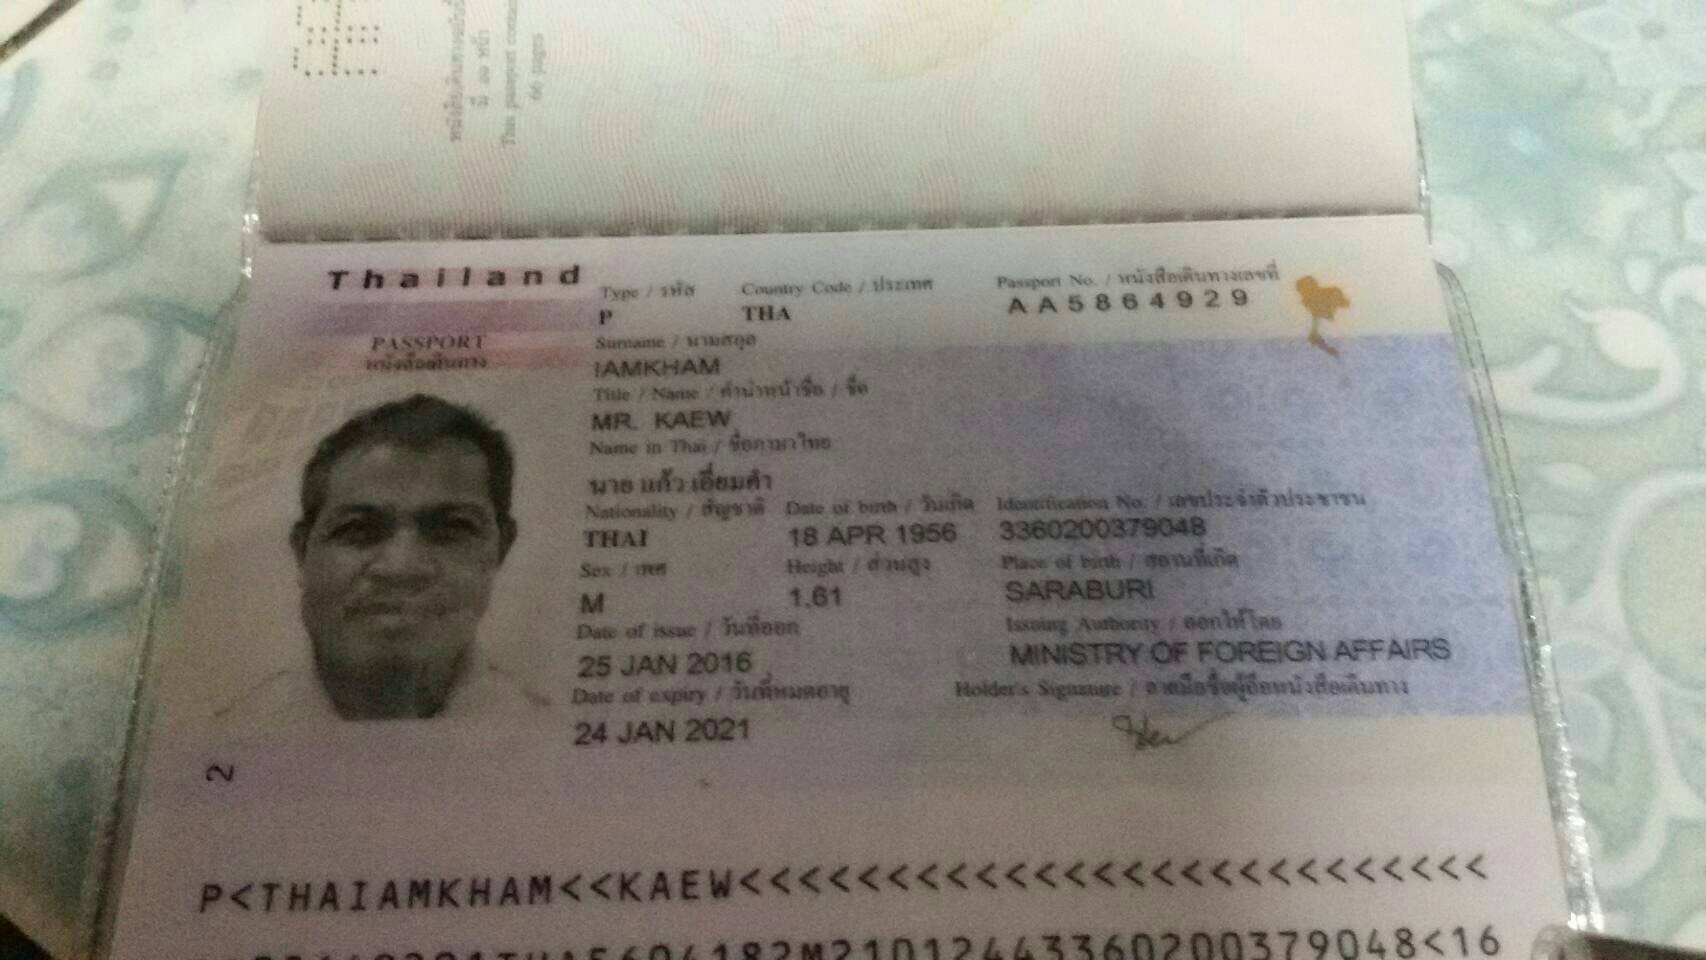 หนังสือเดินทางเล่มนี้
มี ๖๖ หน้า
This passport contains
66 pages
Thailand
PASSPORT
หนังสือเดินทาง
Type / รหัส
P
Country Code / ประเทศ
THA
Passport No. / หนังสือเดินทางเลขที่
AA5864929
Surname / นามสกุล
IAMKHAM
Title / Name / คำนำหน้าชื่อ / ชื่อ
MR. KAEW
Name in Thai / ชื่อภาษาไทย
นาย แก้ว เอี่ยมคำ
Nationality / สัญชาติ
THAI
Date of birth / วันเกิด
18 APR 1956
Identification No. / เลขประจำตัวประชาชน
3360200379048
Sex / เพศ
M
Height / ส่วนสูง
1.61
Place of birth / สถานที่เกิด
SARABURI
Date of issue / วันที่ออก
25 JAN 2016
Issuing Authority / ออกให้โดย
MINISTRY OF FOREIGN AFFAIRS
Date of expiry / วันที่หมดอายุ
24 JAN 2021
Holder's Signature / ลายมือชื่อผู้ถือหนังสือเดินทาง
2
P<THAIAMKHAM<<KAEW<<<<<<<<<<<<<<<<<<<<<<<<<<